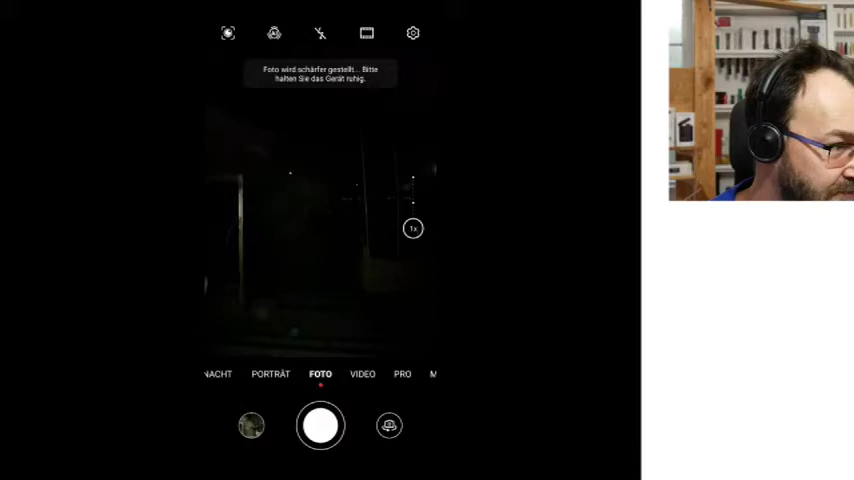 Foto wird schärfer gestellt... Bitte
halten Sie das Gerät ruhig.
1x
NACHT PORTRÄT FOTO VIDEO PRO M